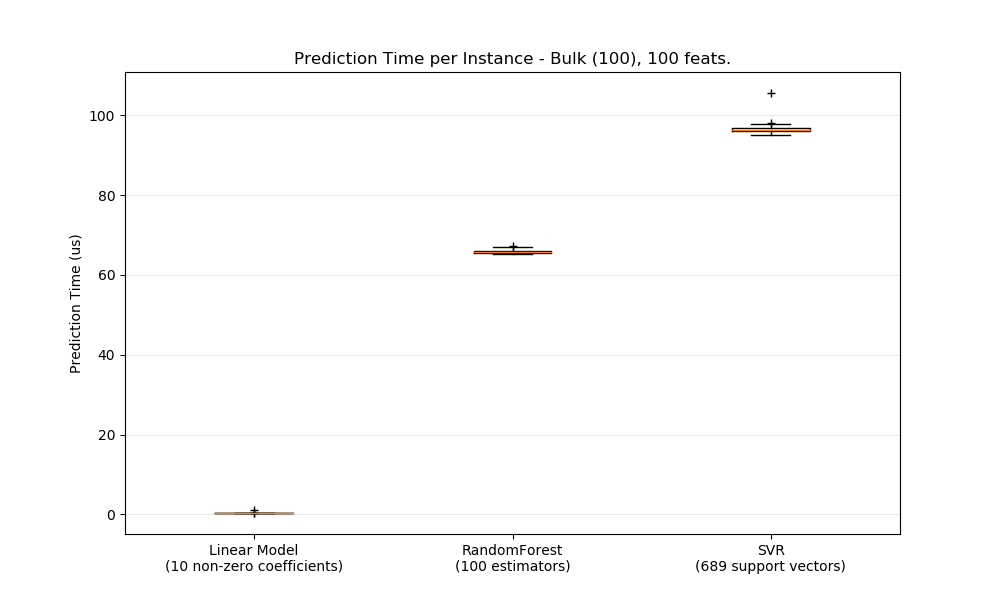 Prediction Time per Instance - Bulk (100), 100 feats.
Prediction Time (us)
100
80
60
40
20
0
Linear Model
(10 non-zero coefficients)
RandomForest
(100 estimators)
SVR
(689 support vectors)